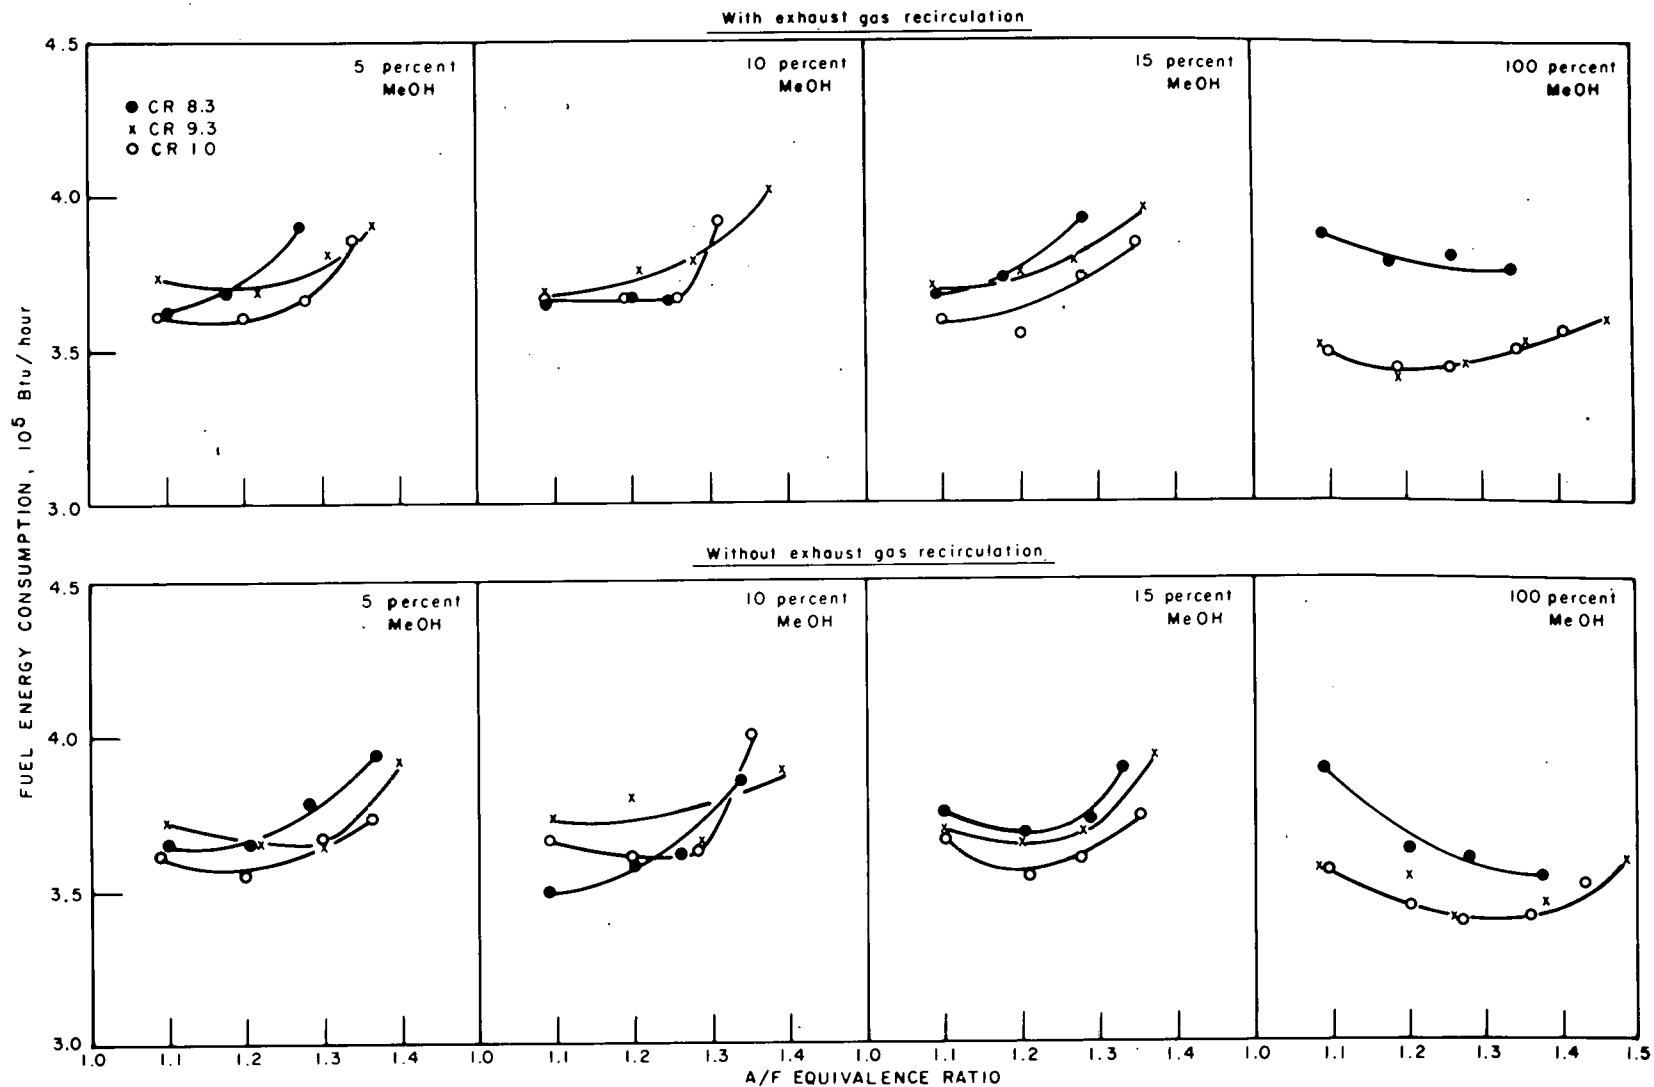 With exhaust gas recirculation
4.5
5 percent
MeOH
10 percent
MeOH
15 percent
MeOH
100 percent
MeOH
● CR 8.3
x CR 9.3
O CR 10
4.0
3.5
3.0
Without exhaust gas recirculation
4.5
5 percent
MeOH
10 percent
MeOH
15 percent
MeOH
100 percent
MeOH
4.0
3.5
3.0
1.0 1.1 1.2 1.3 1.4 1.0 1.1 1.2 1.3 1.4 1.0 1.1 1.2 1.3 1.4 1.0 1.1 1.2 1.3 1.4 1.5
A/F EQUIVALENCE RATIO
FUEL ENERGY CONSUMPTION, 10⁵ Btu/hour